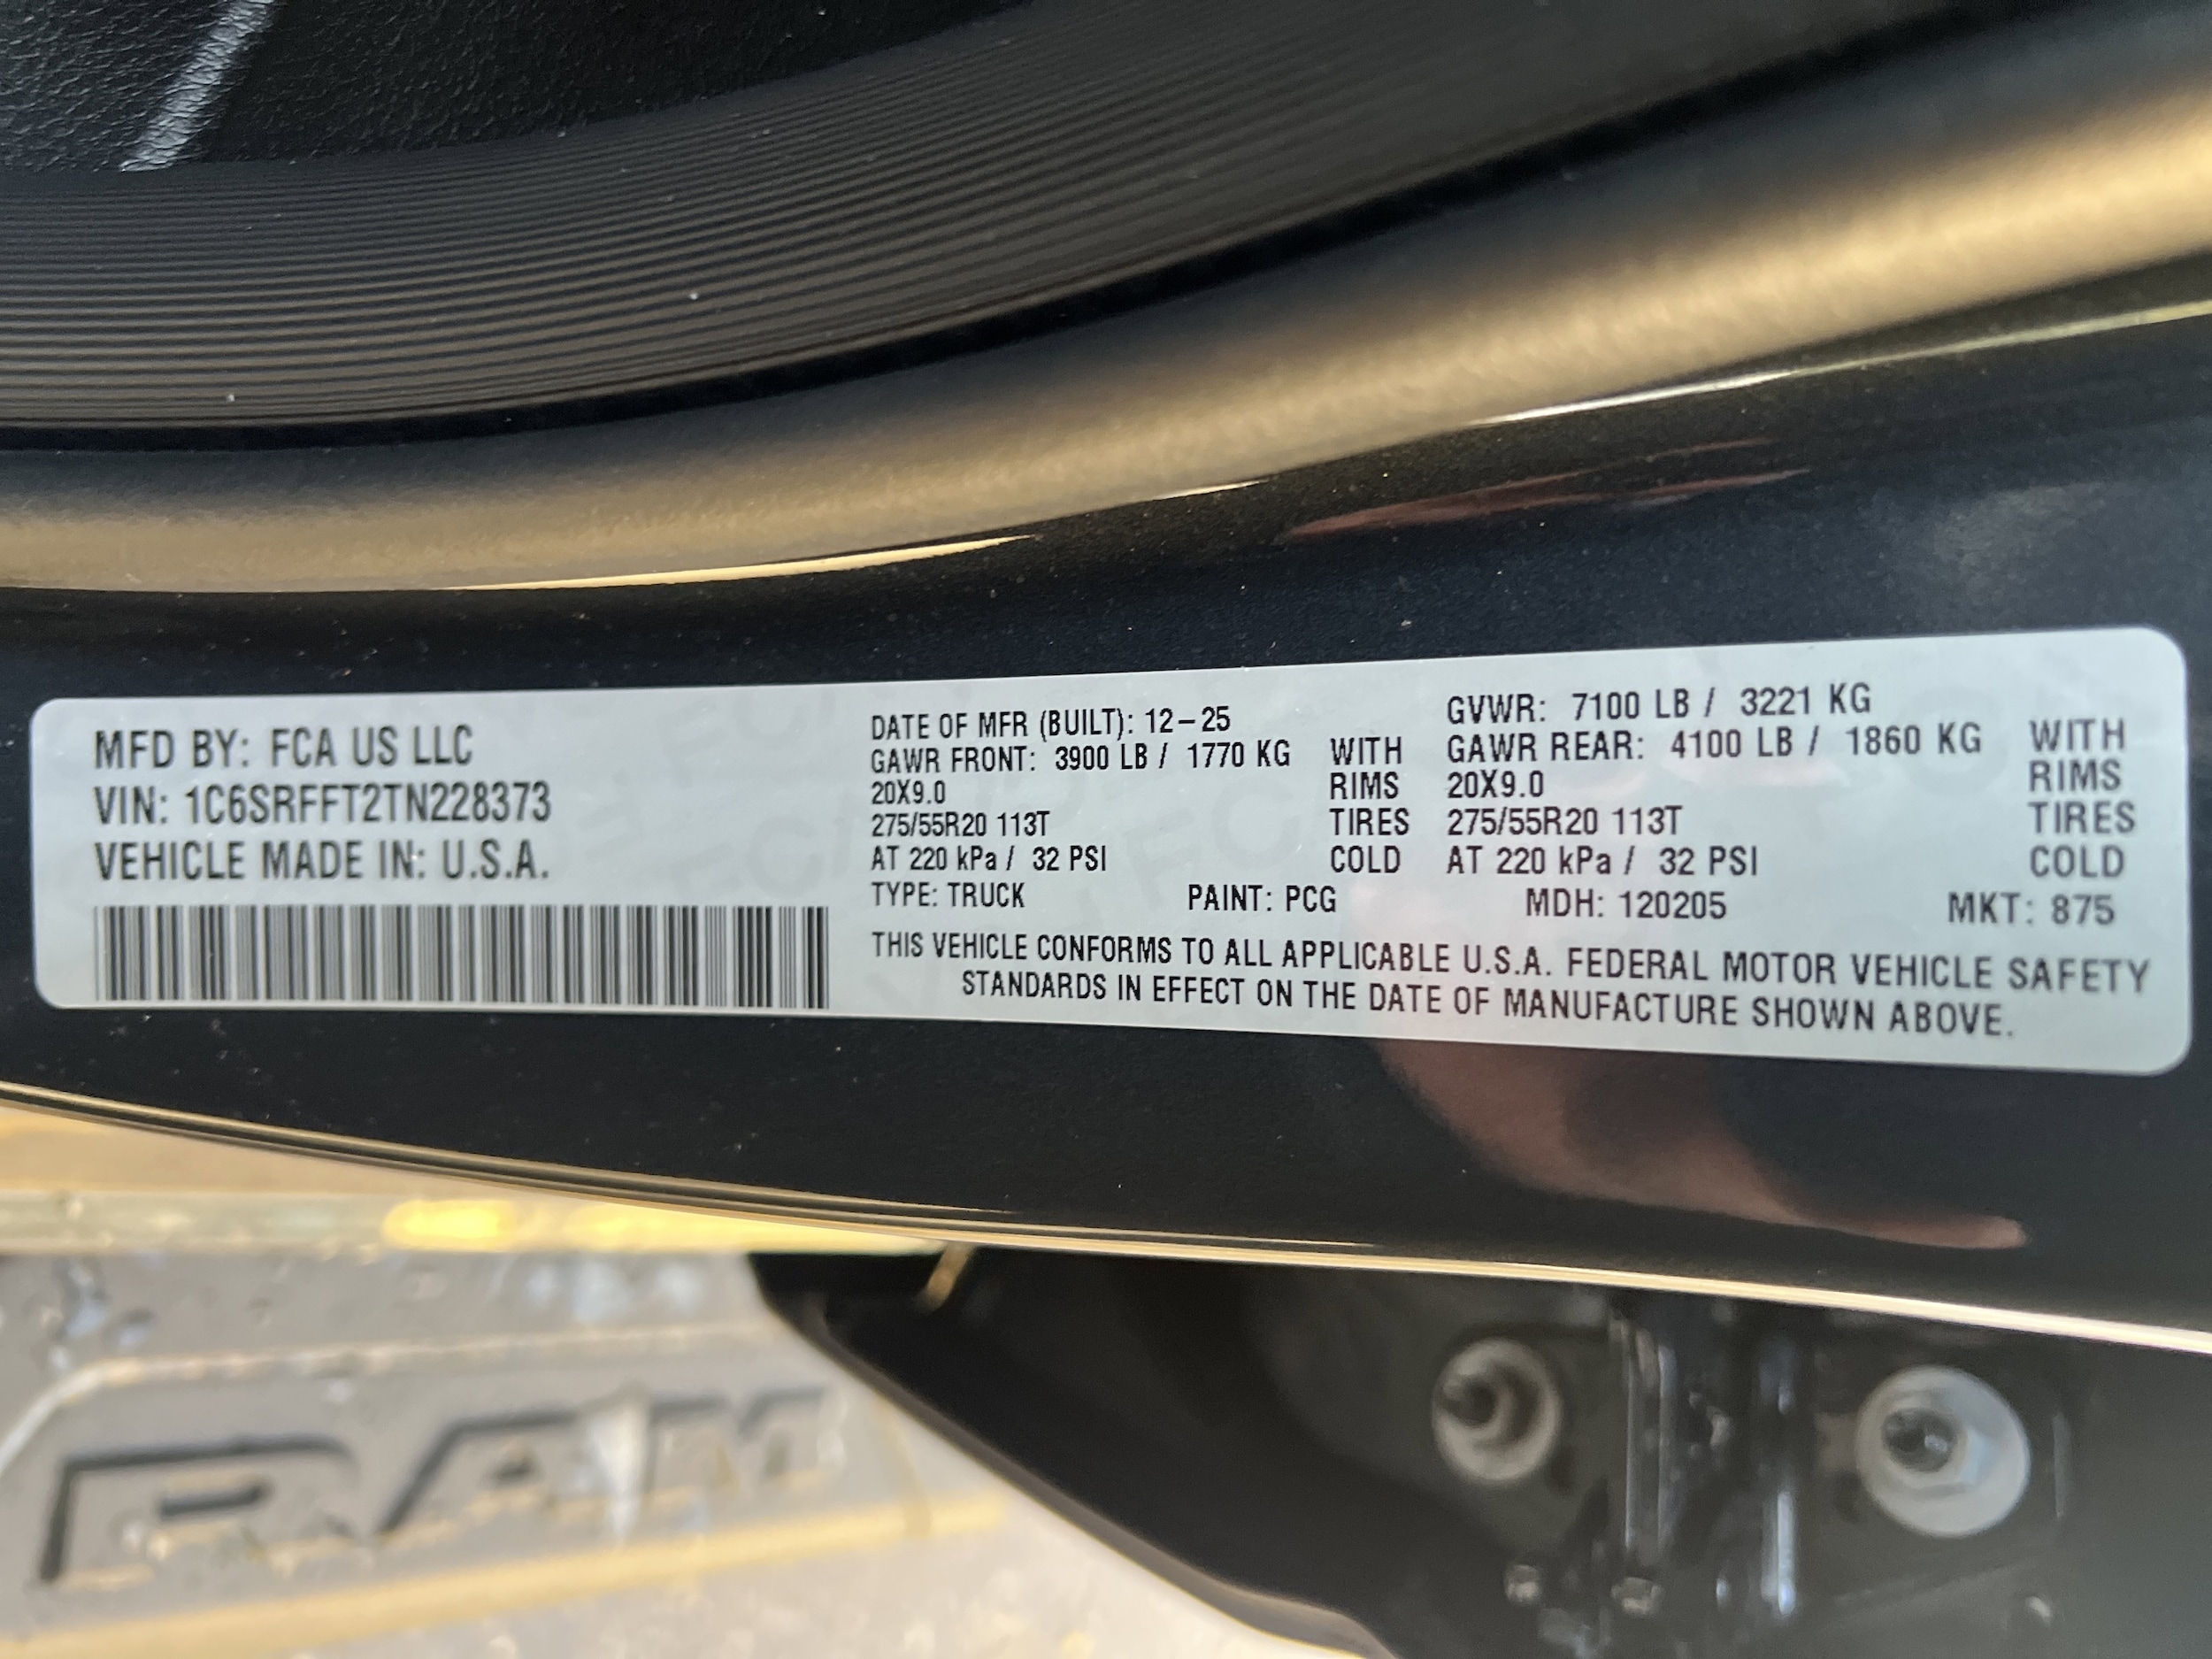 MFD BY: FCA US LLC
VIN: 1C6SRFFT2TN228373
VEHICLE MADE IN: U.S.A.
DATE OF MFR (BUILT): 12-25
GAWR FRONT: 3900 LB / 1770 KG WITH
20X9.0 RIMS
275/55R20 113T TIRES
AT 220 kPa / 32 PSI COLD
GVWR: 7100 LB / 3221 KG
GAWR REAR: 4100 LB / 1860 KG WITH
20X9.0 RIMS
275/55R20 113T TIRES
AT 220 kPa / 32 PSI COLD
TYPE: TRUCK PAINT: PCG MDH: 120205 MKT: 875
THIS VEHICLE CONFORMS TO ALL APPLICABLE U.S.A. FEDERAL MOTOR VEHICLE SAFETY
STANDARDS IN EFFECT ON THE DATE OF MANUFACTURE SHOWN ABOVE.
RAM